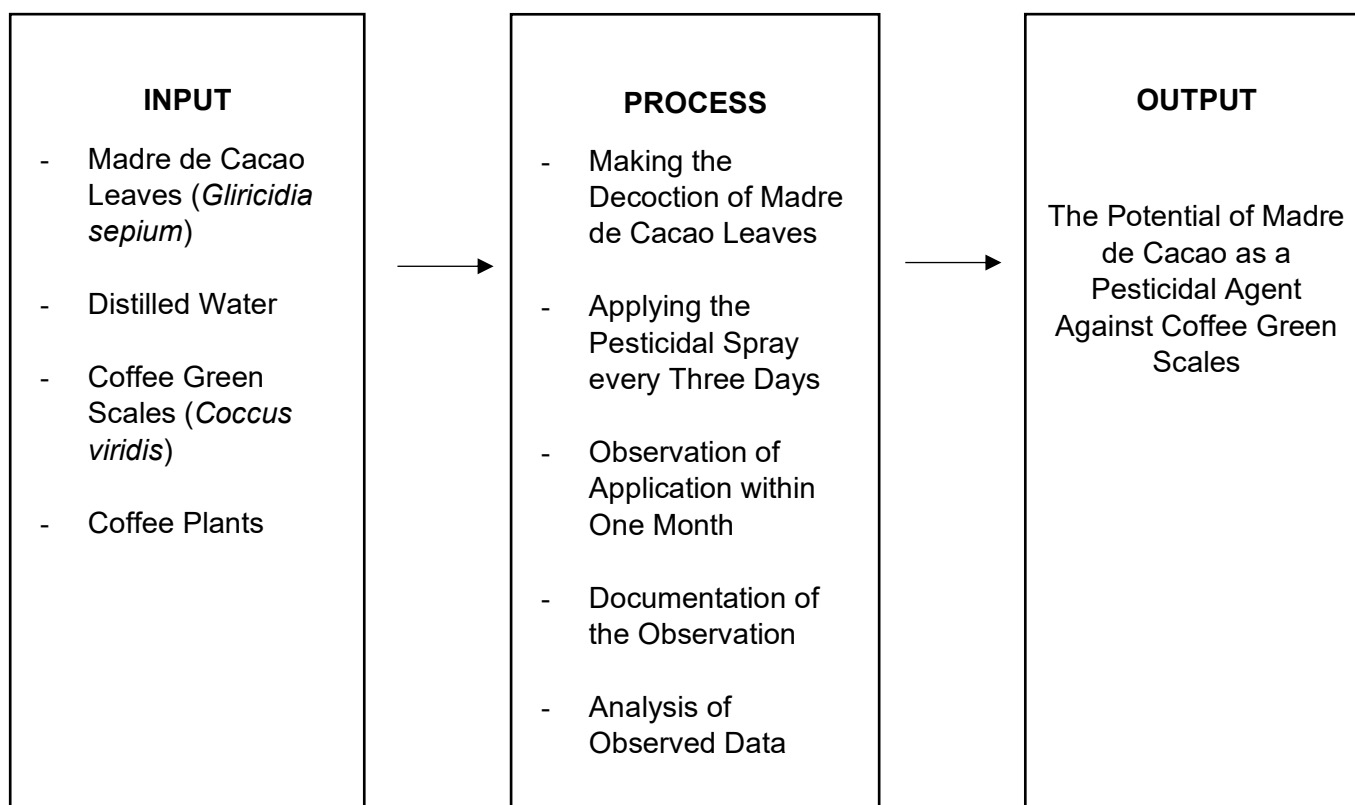 INPUT
- Madre de Cacao
Leaves (Gliricidia
sepium)
- Distilled Water
- Coffee Green
Scales (Coccus
viridis)
- Coffee Plants
PROCESS
- Making the
Decoction of Madre
de Cacao Leaves
- Applying the
Pesticidal Spray
every Three Days
- Observation of
Application within
One Month
- Documentation of
the Observation
- Analysis of
Observed Data
OUTPUT
The Potential of Madre
de Cacao as a
Pesticidal Agent
Against Coffee Green
Scales